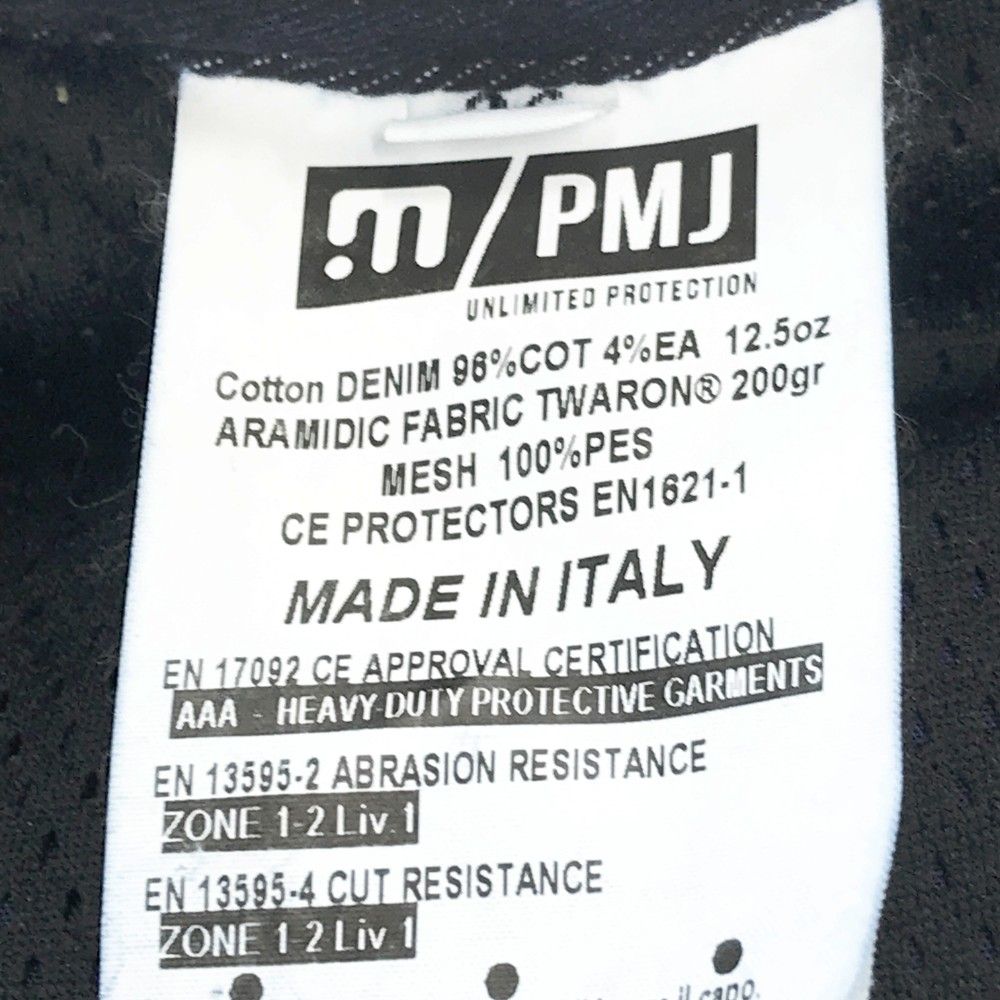 PMJ
UNLIMITED PROTECTION
Cotton DENIM 96%COT 4%EA 12.5oz
ARAMIDIC FABRIC TWARON® 200gr
MESH 100%PES
CE PROTECTORS EN1621-1
MADE IN ITALY
EN 17092 CE APPROVAL CERTIFICATION
AAA - HEAVY-DUTY PROTECTIVE GARMENTS
EN 13595-2 ABRASION RESISTANCE
ZONE 1-2 Liv.1
EN 13595-4 CUT RESISTANCE
ZONE 1 2 Liv 1
il capo.